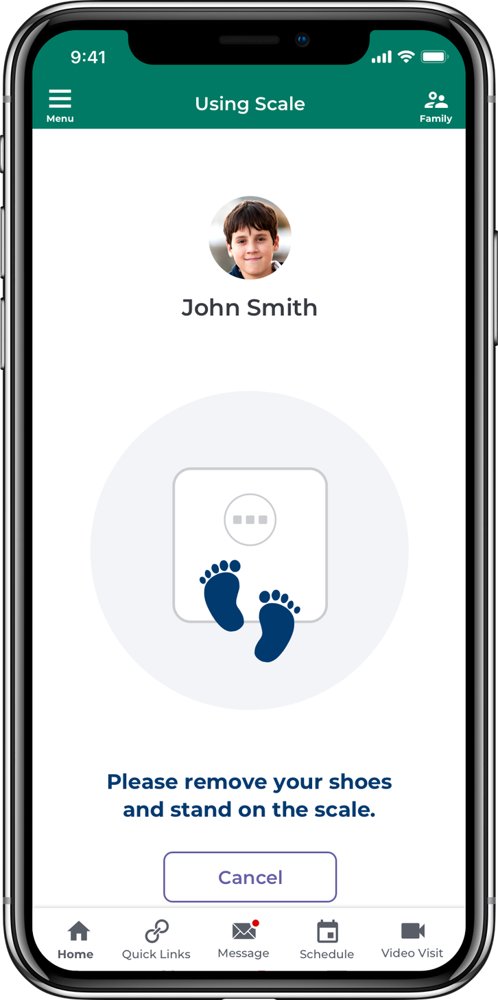 9:41
Menu
Using Scale
Family
John Smith
Please remove your shoes
and stand on the scale.
Cancel
Home
Quick Links
Message
Schedule
Video Visit